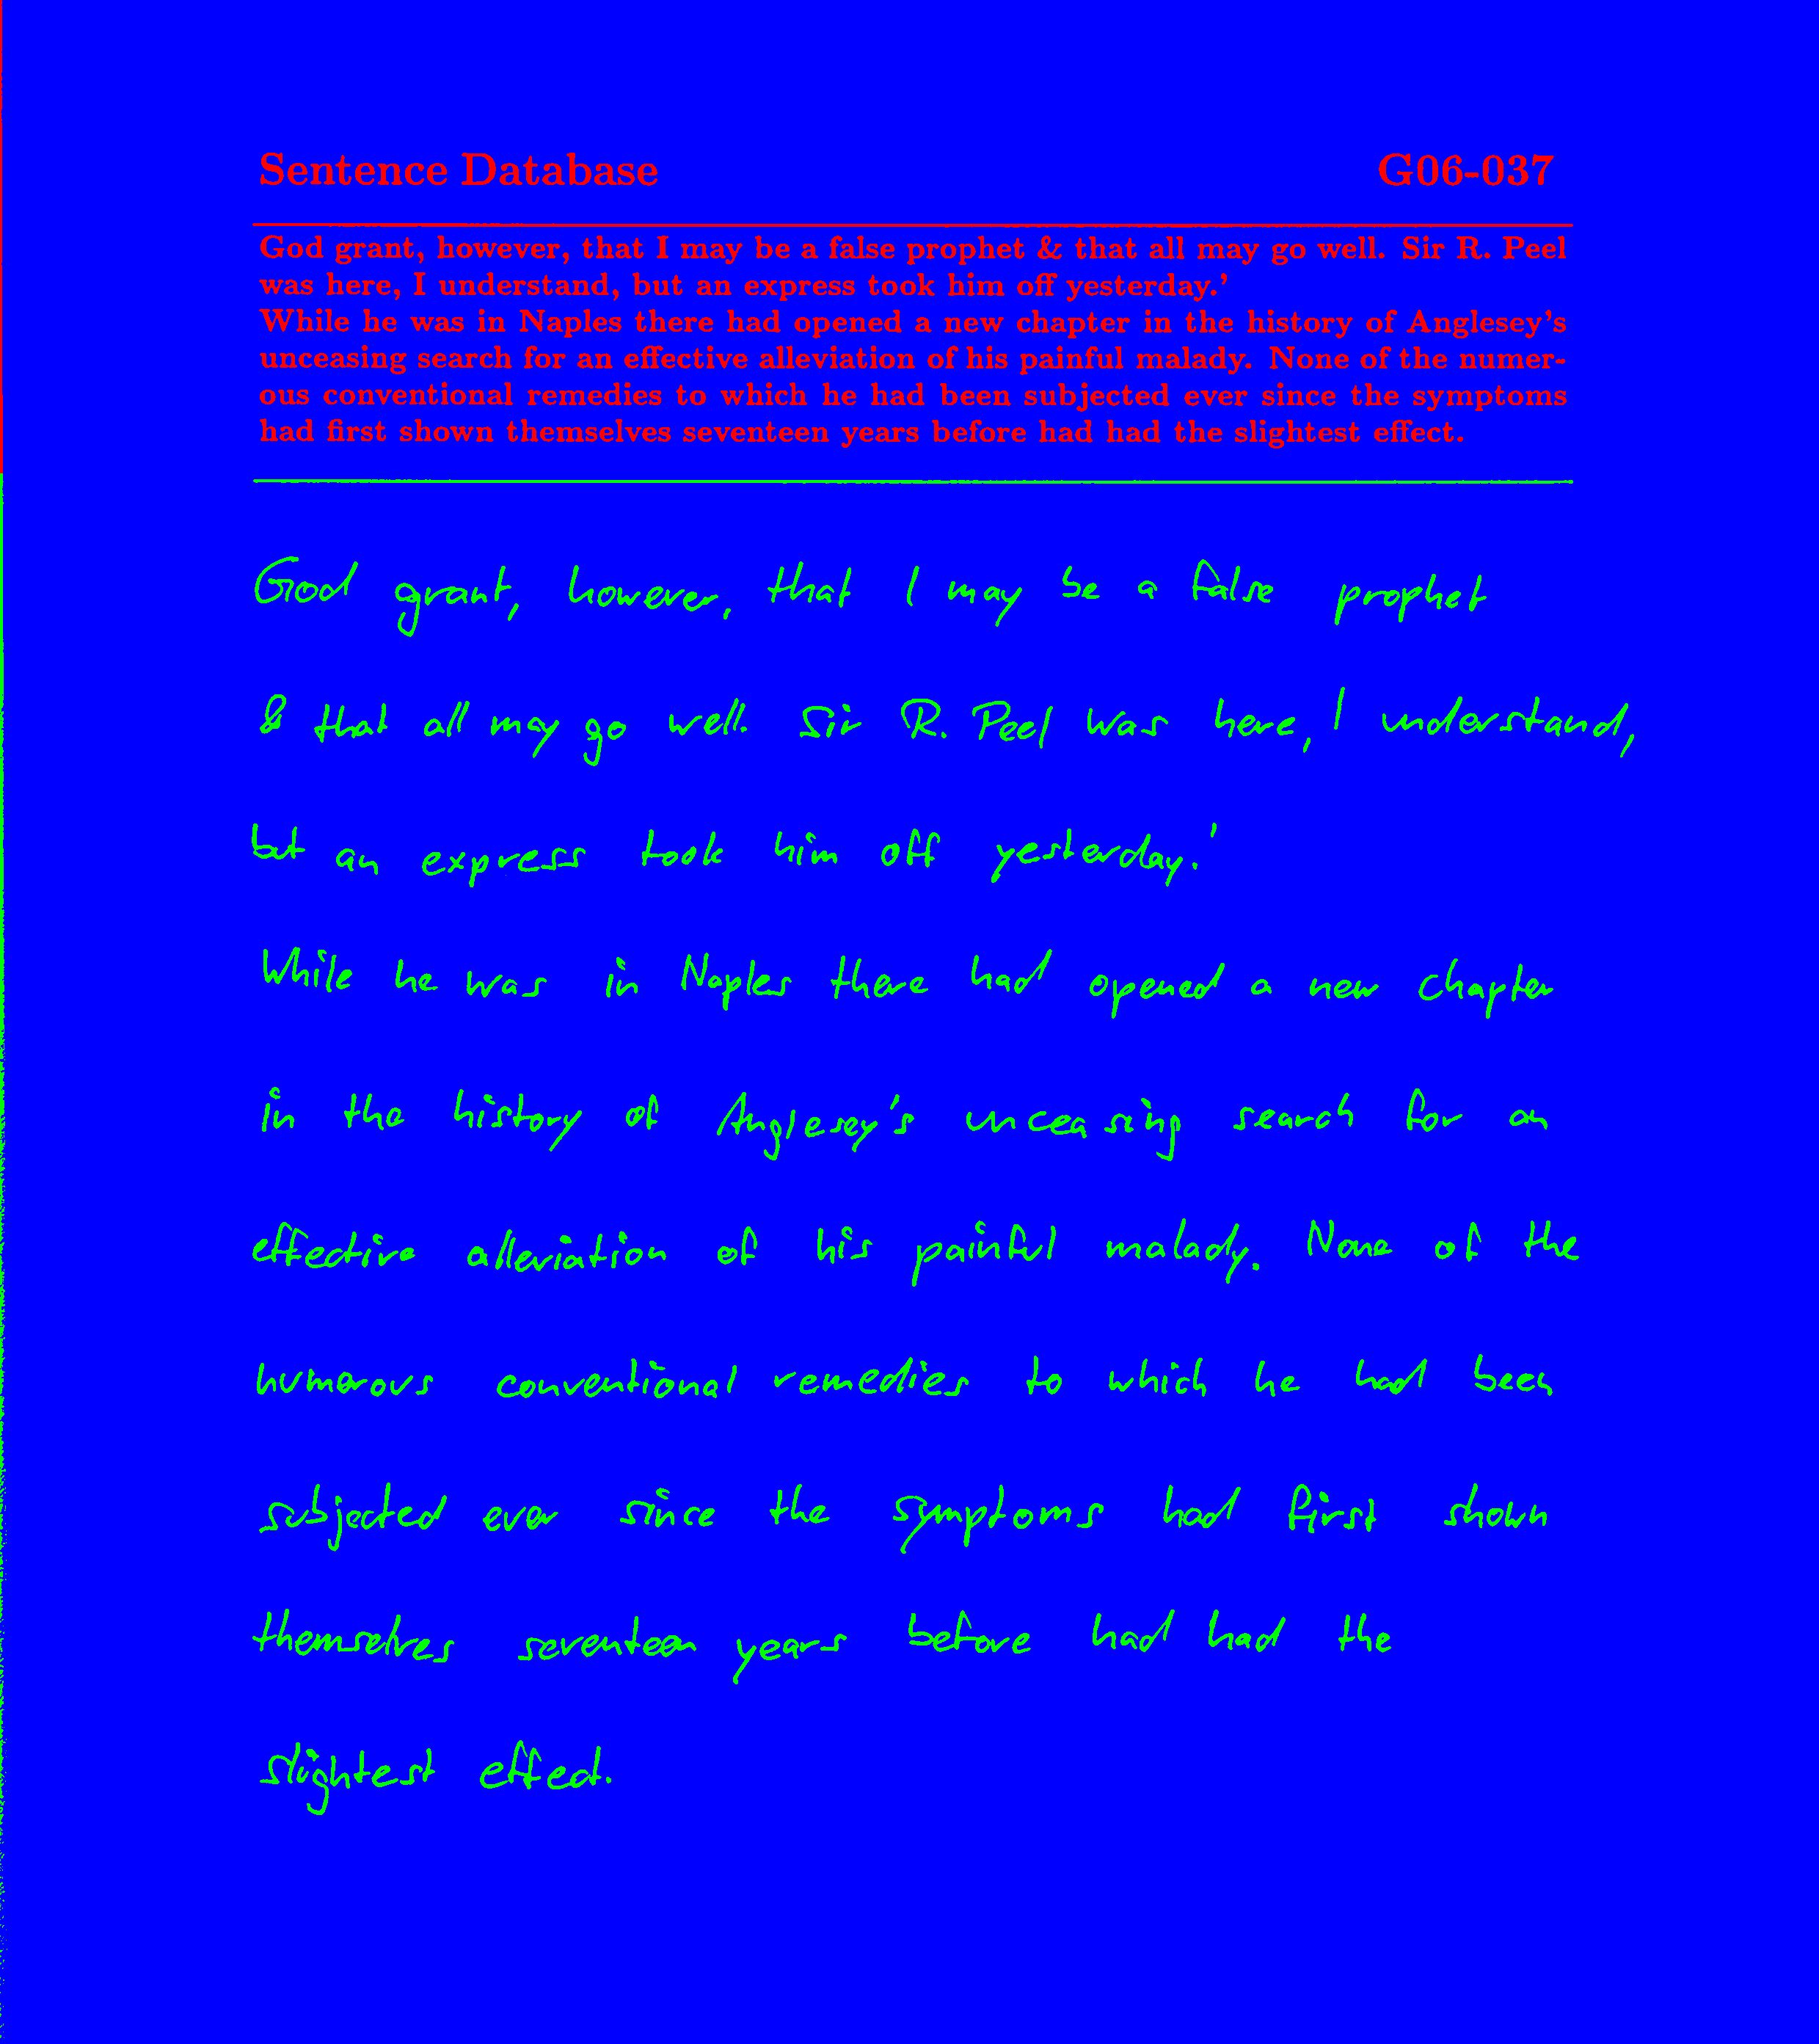 Sentence Database G06-037
God grant, however, that I may be a false prophet & that all may go well. Sir R. Peel
was here, I understand, but an express took him off yesterday.'
While he was in Naples there had opened a new chapter in the history of Anglesey's
unceasing search for an effective alleviation of his painful malady. None of the numer-
ous conventional remedies to which he had been subjected ever since the symptoms
had first shown themselves seventeen years before had had the slightest effect.
God grant, however, that I may be a false prophet
& that all may go well. Sir R. Peel was here, I understand,
but an express took him off yesterday.'
While he was in Naples there had opened a new chapter
in the history of Anglesey's unceasing search for an
effective alleviation of his painful malady. None of the
numerous conventional remedies to which he had been
subjected ever since the symptoms had first shown
themselves seventeen years before had had the
slightest effect.